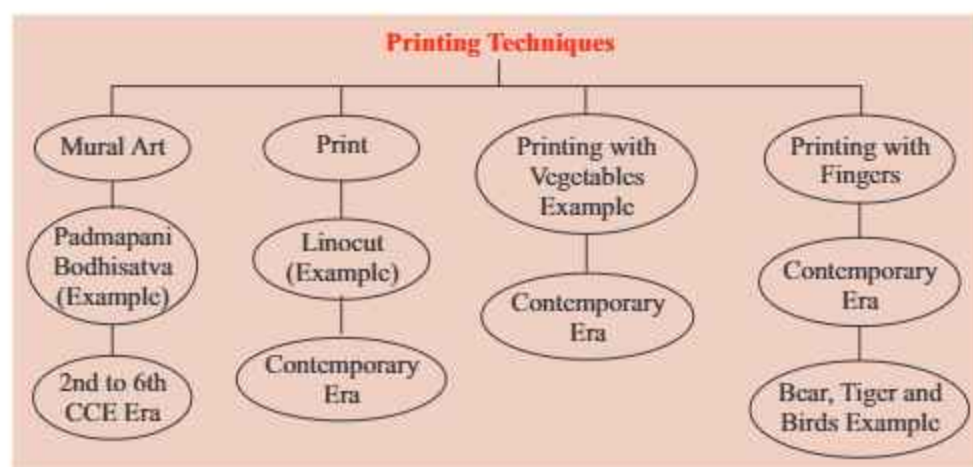 Printing Techniques
Mural Art
Padmapani
Bodhisatva
(Example)
2nd to 6th
CCE Era
Print
Linocut
(Example)
Contemporary
Era
Printing with
Vegetables
Example
Contemporary
Era
Printing with
Fingers
Contemporary
Era
Bear, Tiger and
Birds Example